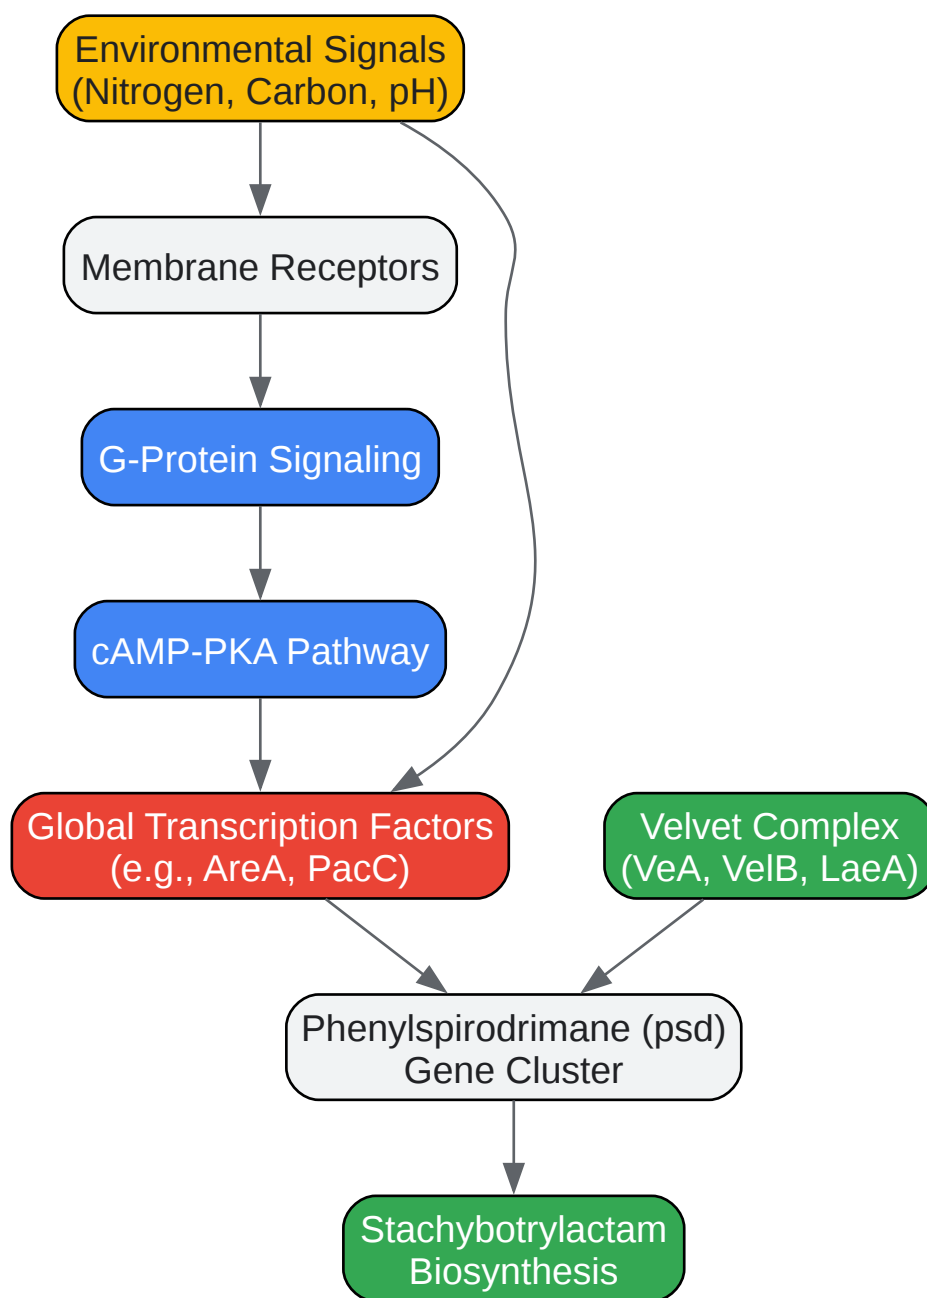 Environmental Signals
(Nitrogen, Carbon, pH)
Membrane Receptors
G-Protein Signaling
cAMP-PKA Pathway
Global Transcription Factors
(e.g., AreA, PacC)
Velvet Complex
(VeA, VelB, LaeA)
Phenylspirodrimane (psd)
Gene Cluster
Stachybotrylactam
Biosynthesis